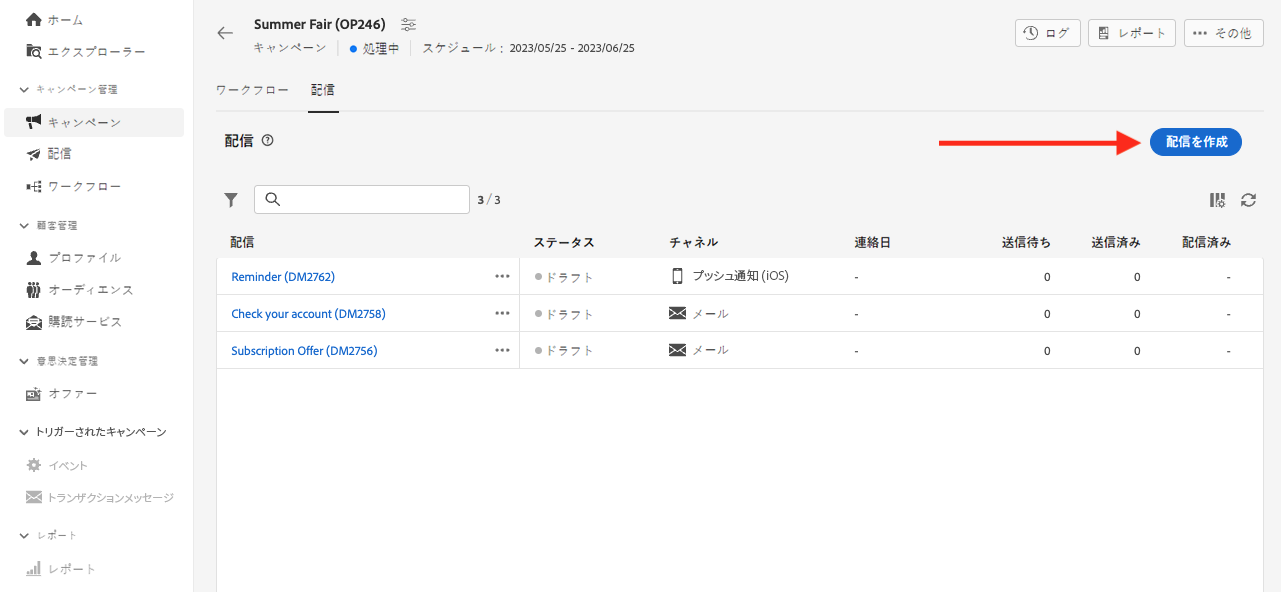 ホーム
エクスプローラー
キャンペーン管理
キャンペーン
配信
ワークフロー
顧客管理
プロファイル
オーディエンス
購読サービス
意思決定管理
オファー
トリガーされたキャンペーン
イベント
トランザクションメッセージ
レポート
レポート
Summer Fair (OP246)
キャンペーン 処理中 スケジュール： 2023/05/25 - 2023/06/25
ログ レポート ••• その他
ワークフロー 配信
配信
配信を作成
3 / 3
配信 ステータス チャネル 連絡日 送信待ち 送信済み 配信済み
Reminder (DM2762) ••• ドラフト プッシュ通知 (iOS) - 0 0 -
Check your account (DM2758) ••• ドラフト メール - 0 0 -
Subscription Offer (DM2756) ••• ドラフト メール - 0 0 -